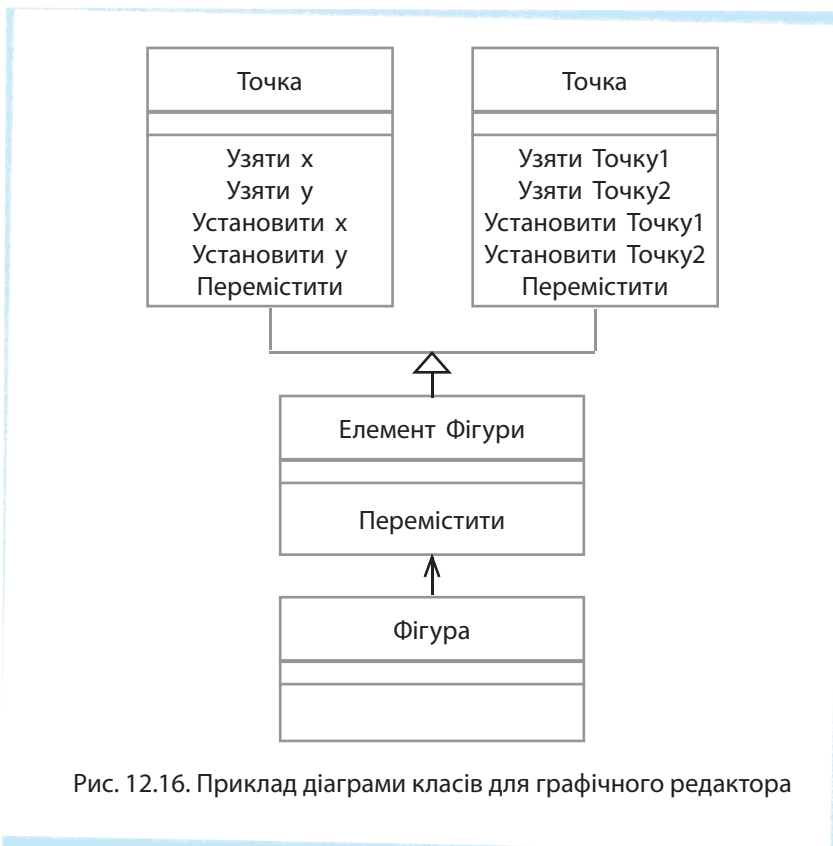 Точка
Узяти x
Узяти y
Установити x
Установити y
Перемістити
Точка
Узяти Точку1
Узяти Точку2
Установити Точку1
Установити Точку2
Перемістити
Елемент Фігури
Перемістити
Фігура
Рис. 12.16. Приклад діаграми класів для графічного редактора